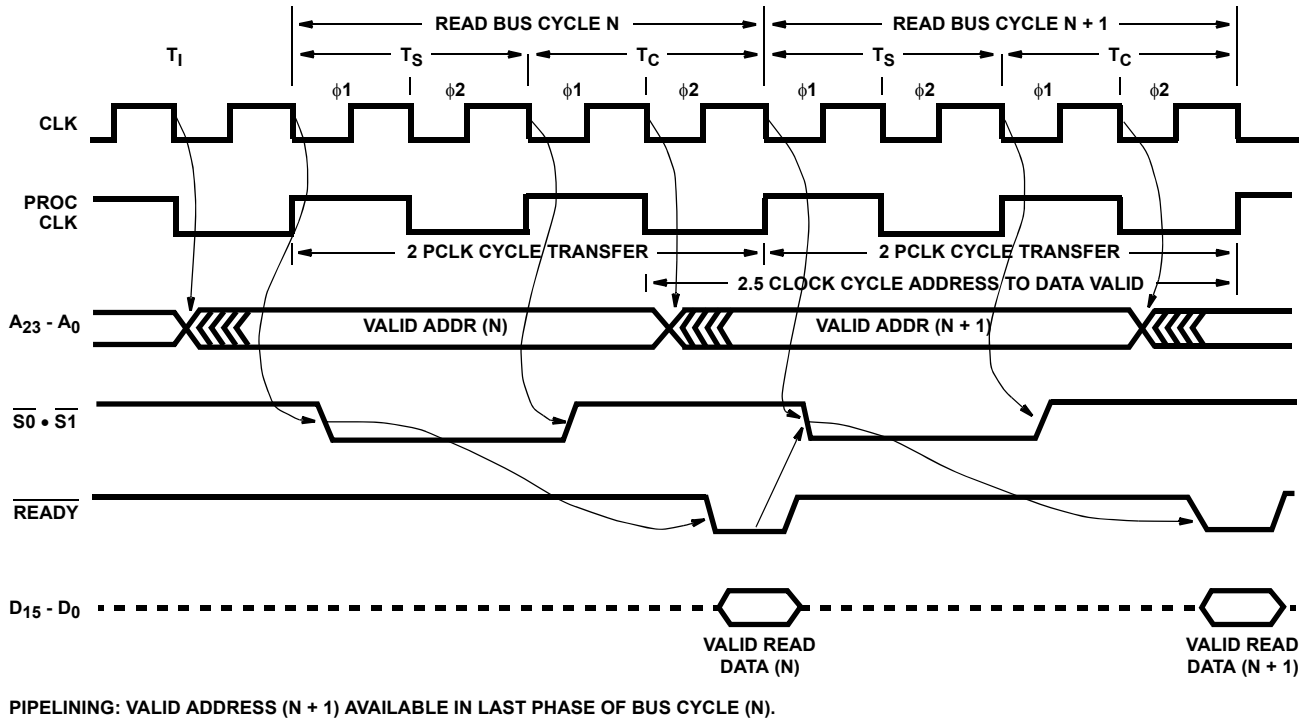 READ BUS CYCLE N
READ BUS CYCLE N + 1
TI
TS
TC
TS
TC
ϕ1
ϕ2
ϕ1
ϕ2
ϕ1
ϕ2
ϕ1
ϕ2
CLK
PROC
CLK
2 PCLK CYCLE TRANSFER
2 PCLK CYCLE TRANSFER
2.5 CLOCK CYCLE ADDRESS TO DATA VALID
A23 - A0
VALID ADDR (N)
VALID ADDR (N + 1)
S0 • S1
READY
D15 - D0
VALID READ
DATA (N)
VALID READ
DATA (N + 1)
PIPELINING: VALID ADDRESS (N + 1) AVAILABLE IN LAST PHASE OF BUS CYCLE (N).